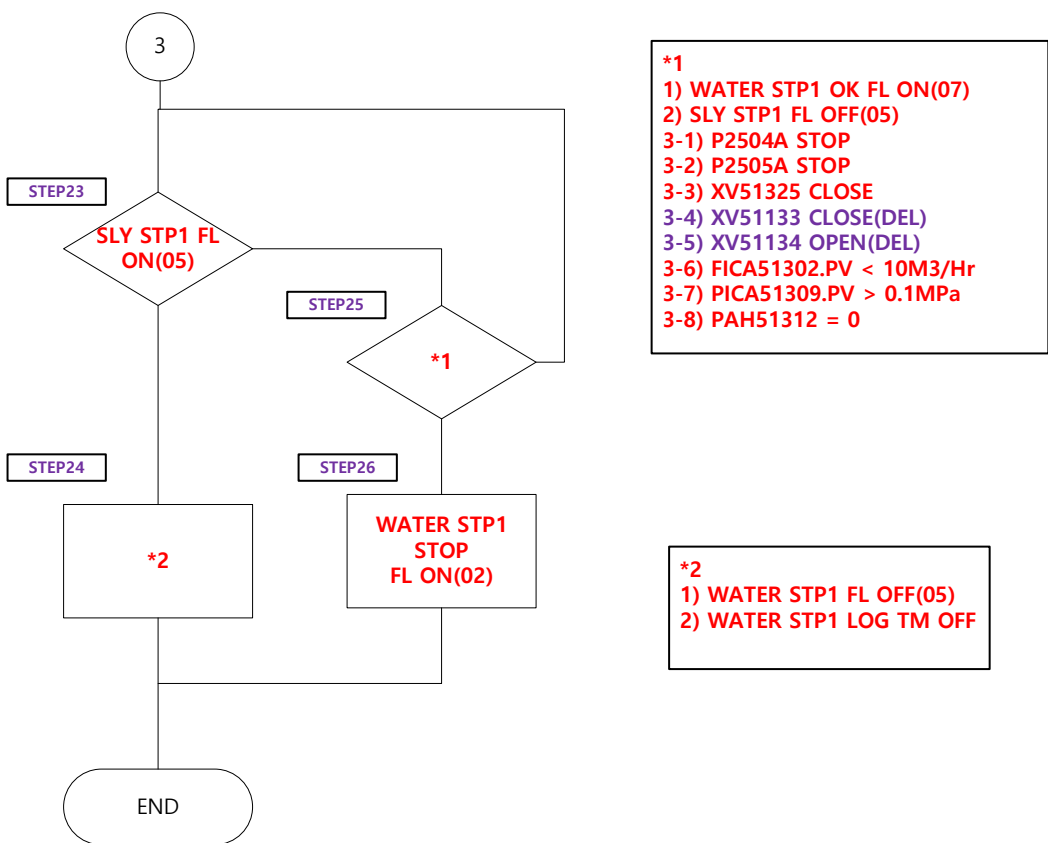 3
STEP23
SLY STP1 FL
ON(05)
STEP25
*1
STEP24
*2
STEP26
WATER STP1
STOP
FL ON(02)
END
*1
1) WATER STP1 OK FL ON(07)
2) SLY STP1 FL OFF(05)
3-1) P2504A STOP
3-2) P2505A STOP
3-3) XV51325 CLOSE
3-4) XV51133 CLOSE(DEL)
3-5) XV51134 OPEN(DEL)
3-6) FICA51302.PV < 10M3/Hr
3-7) PICA51309.PV > 0.1MPa
3-8) PAH51312 = 0
*2
1) WATER STP1 FL OFF(05)
2) WATER STP1 LOG TM OFF